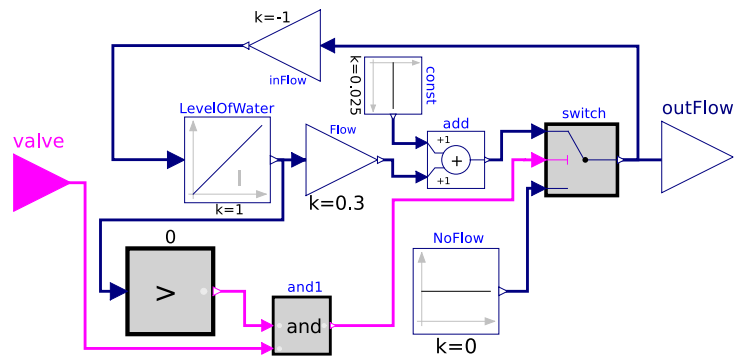 k=-1
inFlow
k=0.025
const
LevelOfWater
I
k=1
Flow
k=0.3
add
+1
+
+1
switch
outFlow
valve
0
>
and1
and
NoFlow
k=0